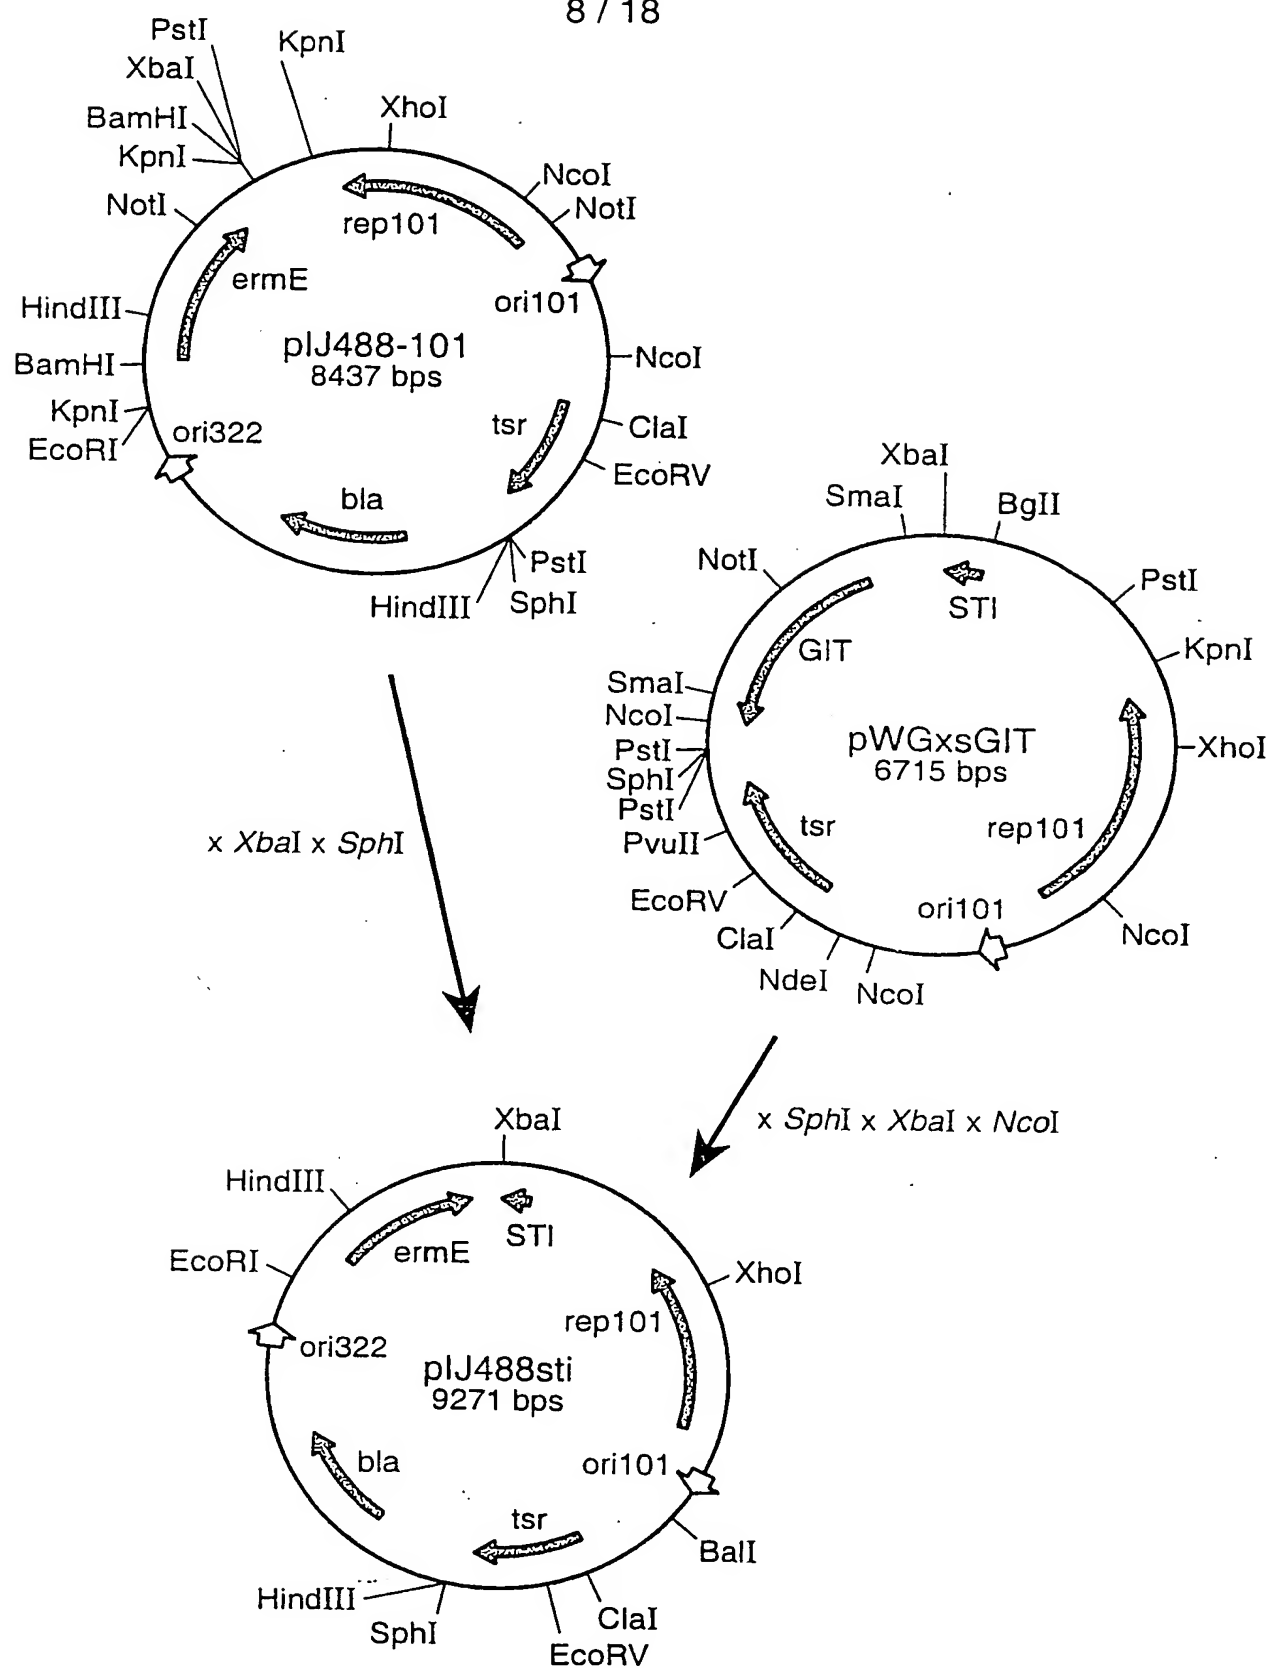 8 / 18
PstI
KpnI
XbaI
XhoI
BamHI
KpnI
NcoI
NotI
NotI
rep101
ermE
ori101
HindIII
pIJ488-101
8437 bps
BamHI
NcoI
KpnI
tsr
ClaI
ori322
EcoRI
EcoRV
bla
PstI
HindIII
SphI
XbaI
SmaI
BglI
NotI
PstI
STI
GIT
KpnI
SmaI
NcoI
pWGxsGIT
6715 bps
XhoI
PstI
SphI
PstI
tsr
rep101
PvuII
EcoRV
ori101
ClaI
NcoI
NdeI
NcoI
x XbaI x SphI
x SphI x XbaI x NcoI
XbaI
HindIII
STI
ermE
EcoRI
XhoI
rep101
ori322
pIJ488sti
9271 bps
bla
ori101
tsr
BalI
HindIII
ClaI
SphI
EcoRV